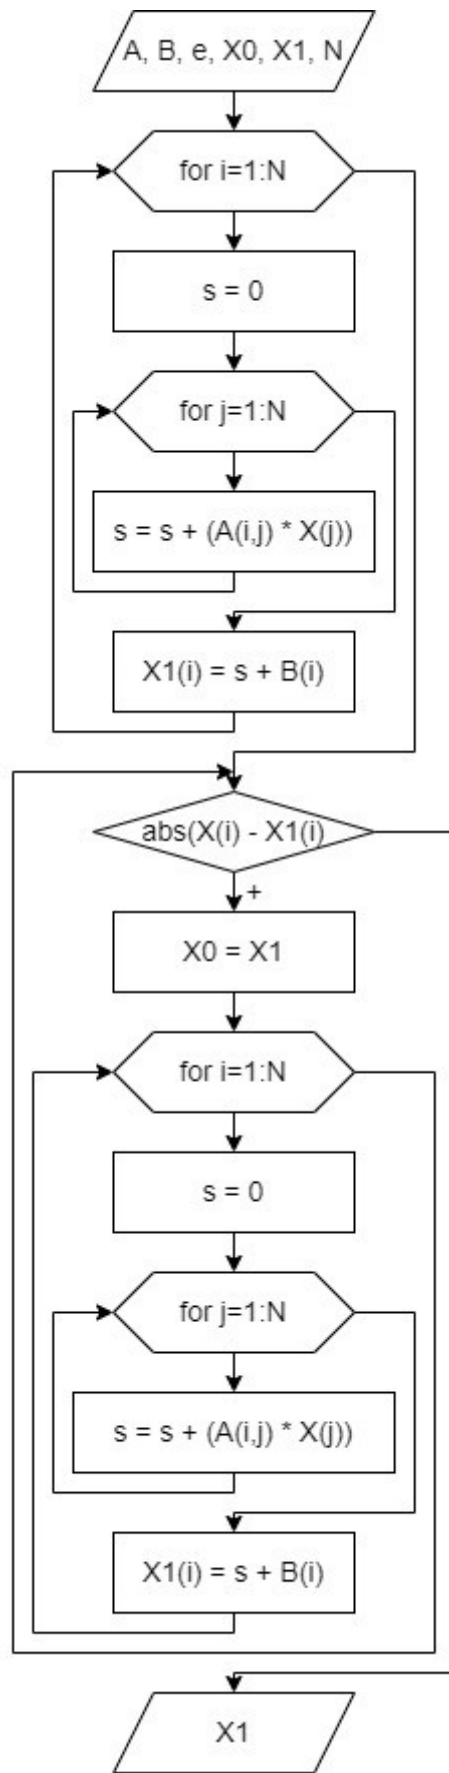 A, B, e, X0, X1, N
for i=1:N
s = 0
for j=1:N
s = s + (A(i,j) * X(j))
X1(i) = s + B(i)
abs(X(i) - X1(i)
+
X0 = X1
for i=1:N
s = 0
for j=1:N
s = s + (A(i,j) * X(j))
X1(i) = s + B(i)
X1